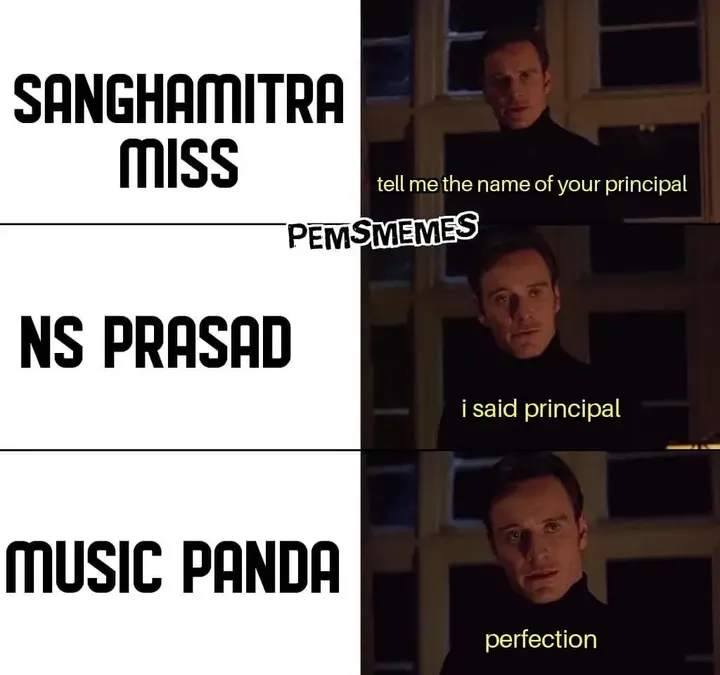 SANGHAMITRA
MISS
tell me the name of your principal
PEMSMEMES
NS PRASAD
i said principal
MUSIC PANDA
perfection